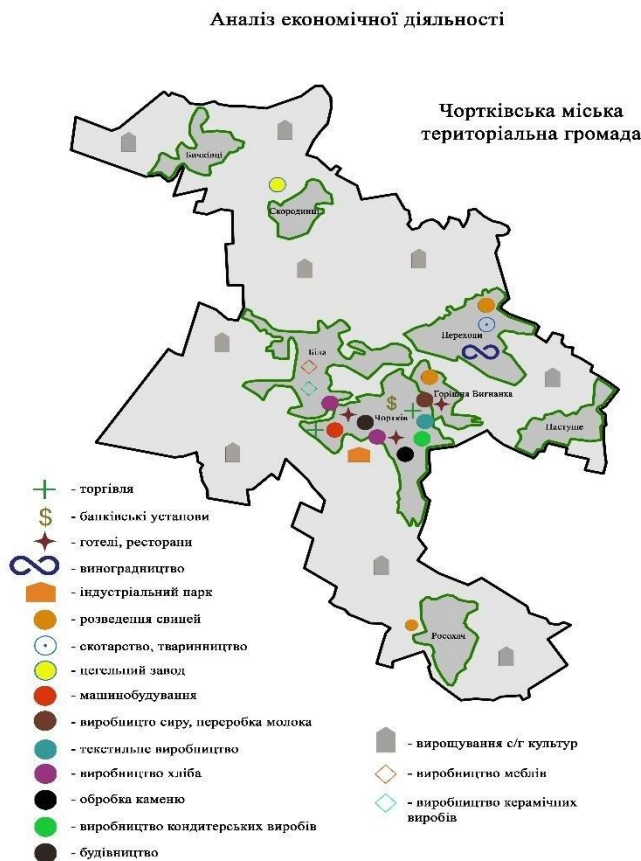 Аналіз економічної діяльності
Чортківська міська
територіальна громада
Бичківці
Скородинці
Переходи
Біла
Горішня Вигнанка
$
Чортків
Пастуше
Росохач
- торгівля
$ - банківські установи
- готелі, ресторани
- виноградництво
- індустріальний парк
- розведення свиней
- скотарство, тваринництво
- цегельний завод
- машинобудування
- виробницто сиру, переробка молока
- текстильне виробництво
- виробництво хліба
- обробка каменю
- виробництво кондитерських виробів
- будівництво
- вирощування с/г культур
- виробництво меблів
- виробництво керамічних
виробів